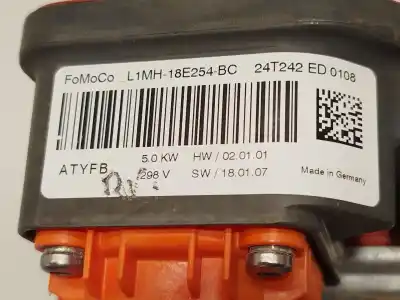 FoMoCo L1MH-18E254-BC 24T242 ED 0108
5.0 KW HW / 02.01.01
ATYFB
298 V SW / 18.01.07
Made in Germany